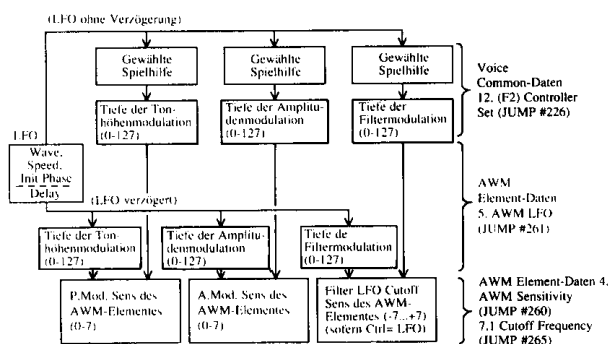 (LFO ohne Verzögerung)
Gewählte
Spielhilfe
Gewählte
Spielhilfe
Gewählte
Spielhilfe
Tiefe der Ton-
höhenmodulation
(0-127)
Tiefe der Amplitu-
denmodulation
(0-127)
Tiefe der
Filtermodulation
(0-127)
Voice
Common-Daten
12. (F2) Controller
Set (JUMP #226)
LFO
Wave,
Speed,
Init Phase
Delay
(LFO verzögert)
Tiefe der Ton-
höhenmodulation
(0-127)
Tiefe der Amplitu-
denmodulation
(0-127)
Tiefe de
Filtermodulation
(0-127)
AWM
Element-Daten
5. AWM LFO
(JUMP #261)
P.Mod. Sens des
AWM-Elementes
(0-7)
A.Mod. Sens des
AWM-Elementes
(0-7)
Filter LFO Cutoff
Sens des AWM-
Elementes (-7...+7)
(sofern Ctrl= LFO)
AWM Element-Daten 4.
AWM Sensitivity
(JUMP #260)
7.1 Cutoff Frequency
(JUMP #265)